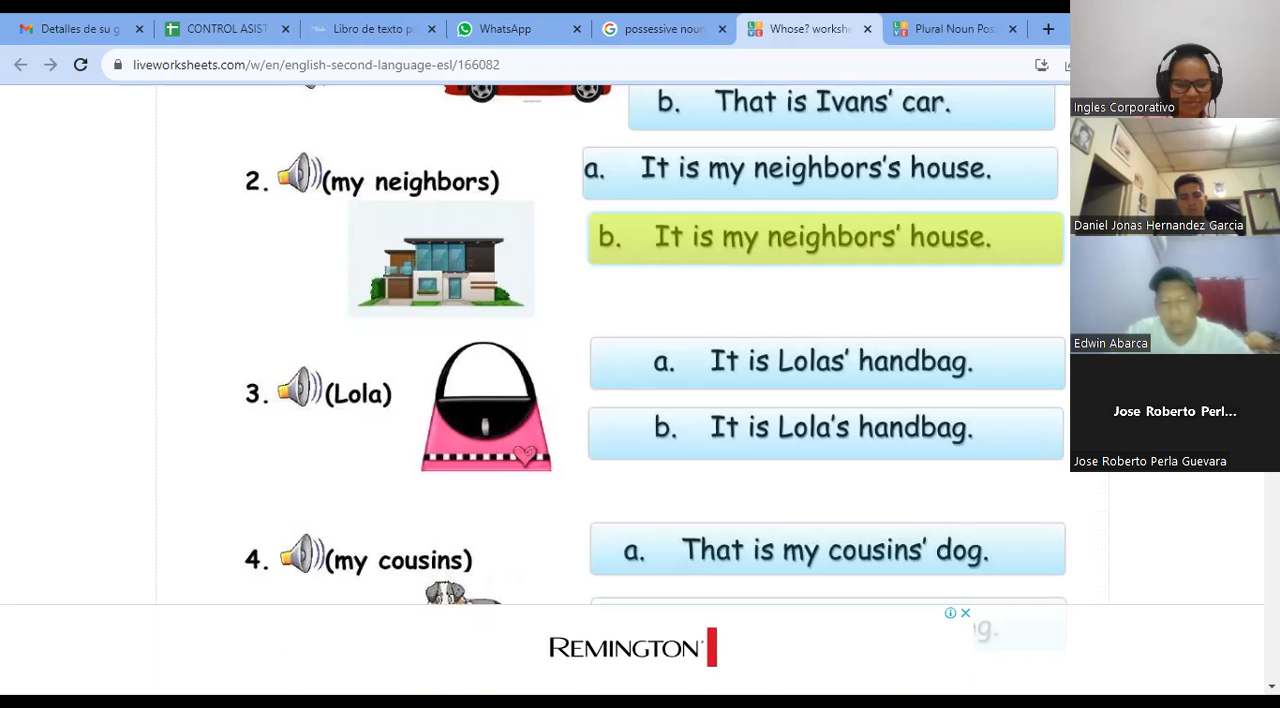 Detalles de su g
CONTROL ASIST
Libro de texto pa
WhatsApp
possessive noun
Whose? workshe
Plural Noun Pos
liveworksheets.com/w/en/english-second-language-esl/166082
b. That is Ivans' car.
2. (my neighbors)
a. It is my neighbors's house.
b. It is my neighbors' house.
3. (Lola)
a. It is Lolas' handbag.
b. It is Lola's handbag.
4. (my cousins)
a. That is my cousins' dog.
g.
REMINGTON
Ingles Corporativo
Daniel Jonas Hernandez Garcia
Edwin Abarca
Jose Roberto Perl...
Jose Roberto Perla Guevara